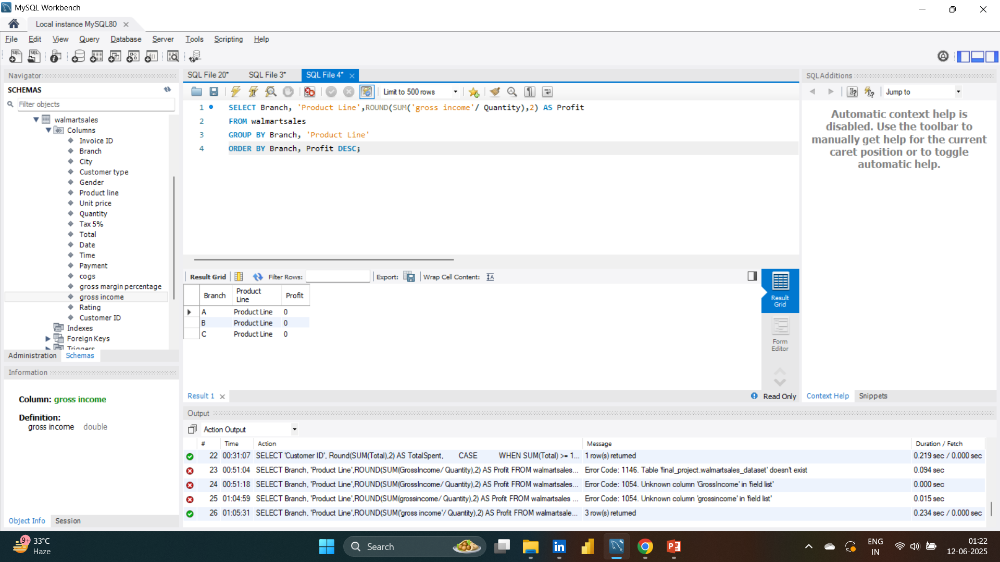 MySQL Workbench
Local instance MySQL80
File Edit View Query Database Server Tools Scripting Help
Navigator
SCHEMAS
Filter objects
walmartsales
Columns
Invoice ID
Branch
City
Customer type
Gender
Product line
Unit price
Quantity
Tax 5%
Total
Date
Time
Payment
cogs
gross margin percentage
gross income
Rating
Customer ID
Indexes
Foreign Keys
Triggers
Administration Schemas
Information
Column: gross income
Definition:
gross income double
Object Info Session
SQL File 20* SQL File 3* SQL File 4*
Limit to 500 rows
1 SELECT Branch, 'Product Line',ROUND(SUM('gross income'/ Quantity),2) AS Profit
2 FROM walmartsales
3 GROUP BY Branch, 'Product Line'
4 ORDER BY Branch, Profit DESC;
Result Grid Filter Rows: Export: Wrap Cell Content:
Branch Product Line Profit
A Product Line 0
B Product Line 0
C Product Line 0
Result Grid
Form Editor
Result 1
Read Only
SQLAdditions
Jump to
Automatic context help is
disabled. Use the toolbar to
manually get help for the current
caret position or to toggle
automatic help.
Context Help Snippets
Output
Action Output
# Time Action Message Duration / Fetch
22 00:31:07 SELECT 'Customer ID', Round(SUM(Total),2) AS TotalSpent, CASE WHEN SUM(Total) >= 1... 1 row(s) returned 0.219 sec / 0.000 sec
23 00:51:04 SELECT Branch, 'Product Line',ROUND(SUM(GrossIncome/ Quantity),2) AS Profit FROM walmartsales... Error Code: 1146. Table 'final_project.walmartsales_dataset' doesn't exist 0.094 sec
24 00:51:18 SELECT Branch, 'Product Line',ROUND(SUM(GrossIncome/ Quantity),2) AS Profit FROM walmartsales... Error Code: 1054. Unknown column 'GrossIncome' in 'field list' 0.000 sec
25 01:04:59 SELECT Branch, 'Product Line',ROUND(SUM(grossincome/ Quantity),2) AS Profit FROM walmartsales ... Error Code: 1054. Unknown column 'grossincome' in 'field list' 0.015 sec
26 01:05:31 SELECT Branch, 'Product Line',ROUND(SUM('gross income'/ Quantity),2) AS Profit FROM walmartsale... 3 row(s) returned 0.234 sec / 0.000 sec
9+
33°C
Haze
Search
ENG
IN
01:22
12-06-2025